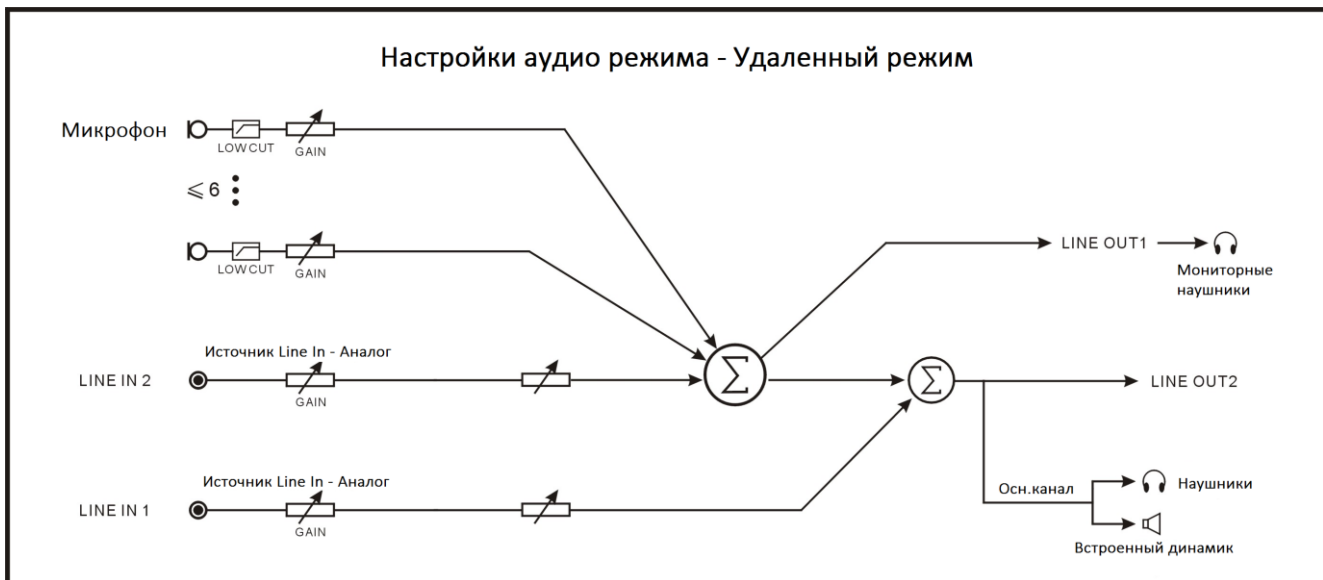 Настройки аудио режима - Удаленный режим
Микрофон
LOW CUT
GAIN
⩽ 6
LOW CUT
GAIN
LINE OUT1
Мониторные
наушники
Источник Line In - Аналог
LINE IN 2
GAIN
Σ
Σ
LINE OUT2
Источник Line In - Аналог
LINE IN 1
GAIN
Осн.канал
Наушники
Встроенный динамик